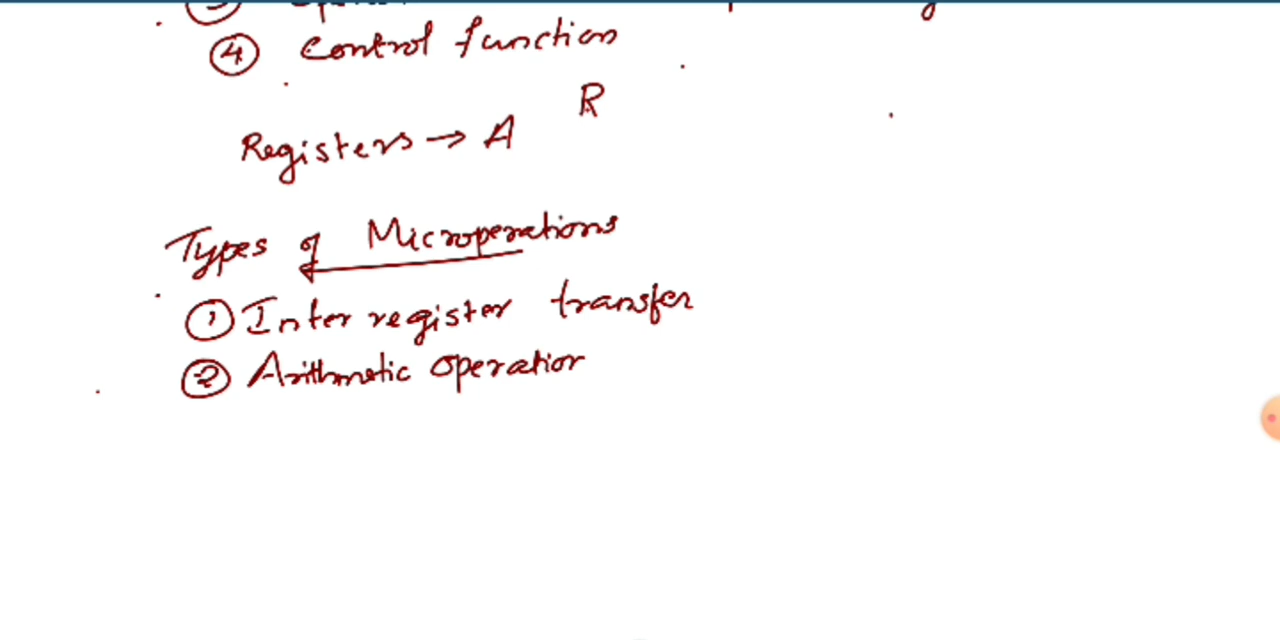 ④ Control function
R
Registers → A
Types of Microperations
① Inter register transfer
② Arithmetic operation